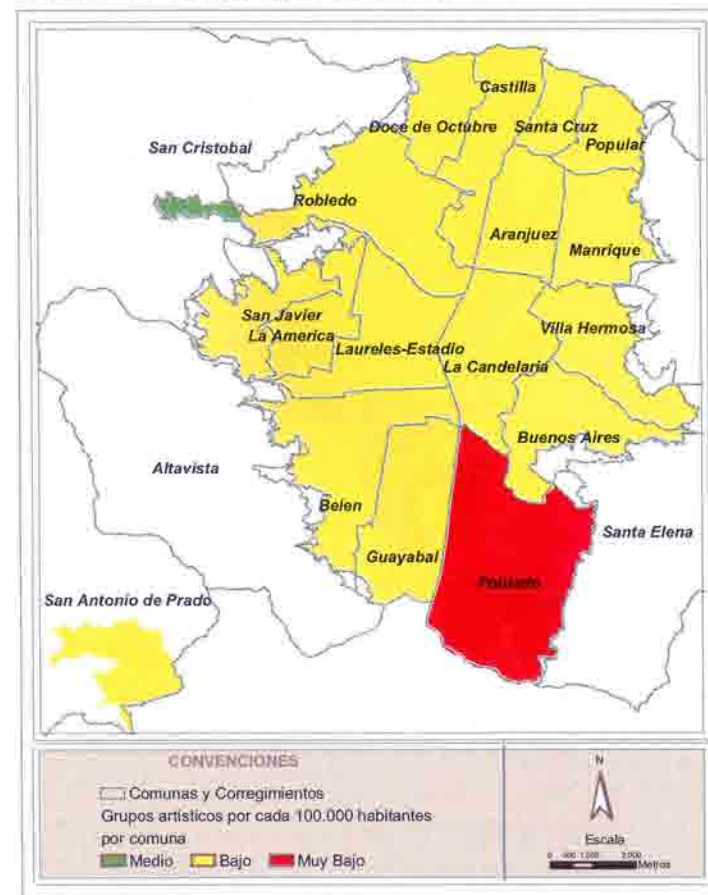 Castilla
Doce de Octubre
Santa Cruz
San Cristobal
Popular
Robledo
Aranjuez
Manrique
San Javier
La America
Villa Hermosa
Laureles-Estadio
La Candelaria
Buenos Aires
Altavista
Belen
Santa Elena
Guayabal
Poblado
San Antonio de Prado
CONVENCIONES
Comunas y Corregimientos
Grupos artísticos por cada 100.000 habitantes
por comuna
Medio Bajo Muy Bajo
N
Escala
Metros